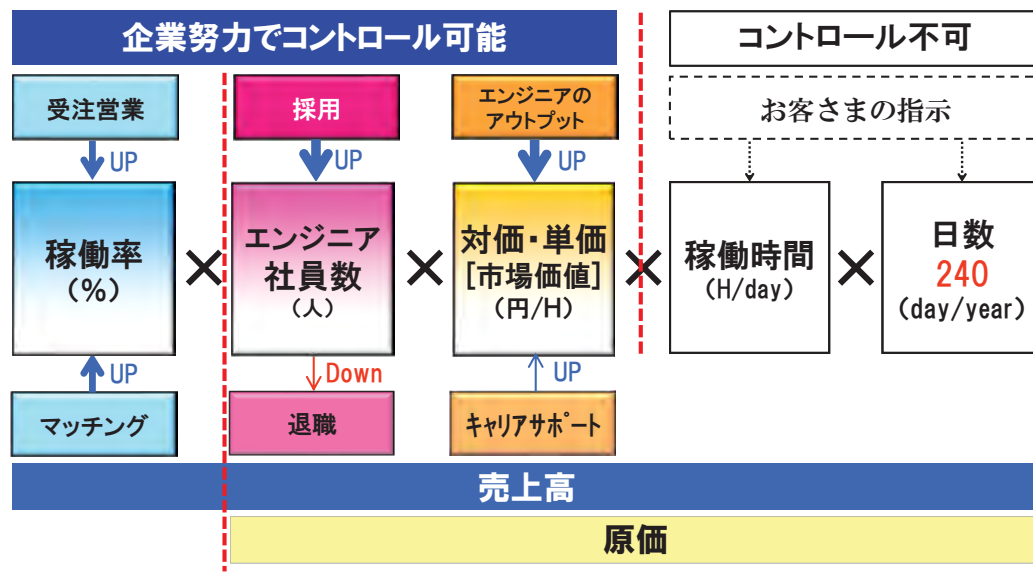 企業努力でコントロール可能
コントロール不可
受注営業
採用
エンジニアの
アウトプット
お客さまの指示
UP
UP
UP
稼働率
(%)
×
エンジニア
社員数
(人)
×
対価・単価
[市場価値]
(円/H)
×
稼働時間
(H/day)
×
日数
240
(day/year)
UP
Down
UP
マッチング
退職
キャリアサポート
売上高
原価